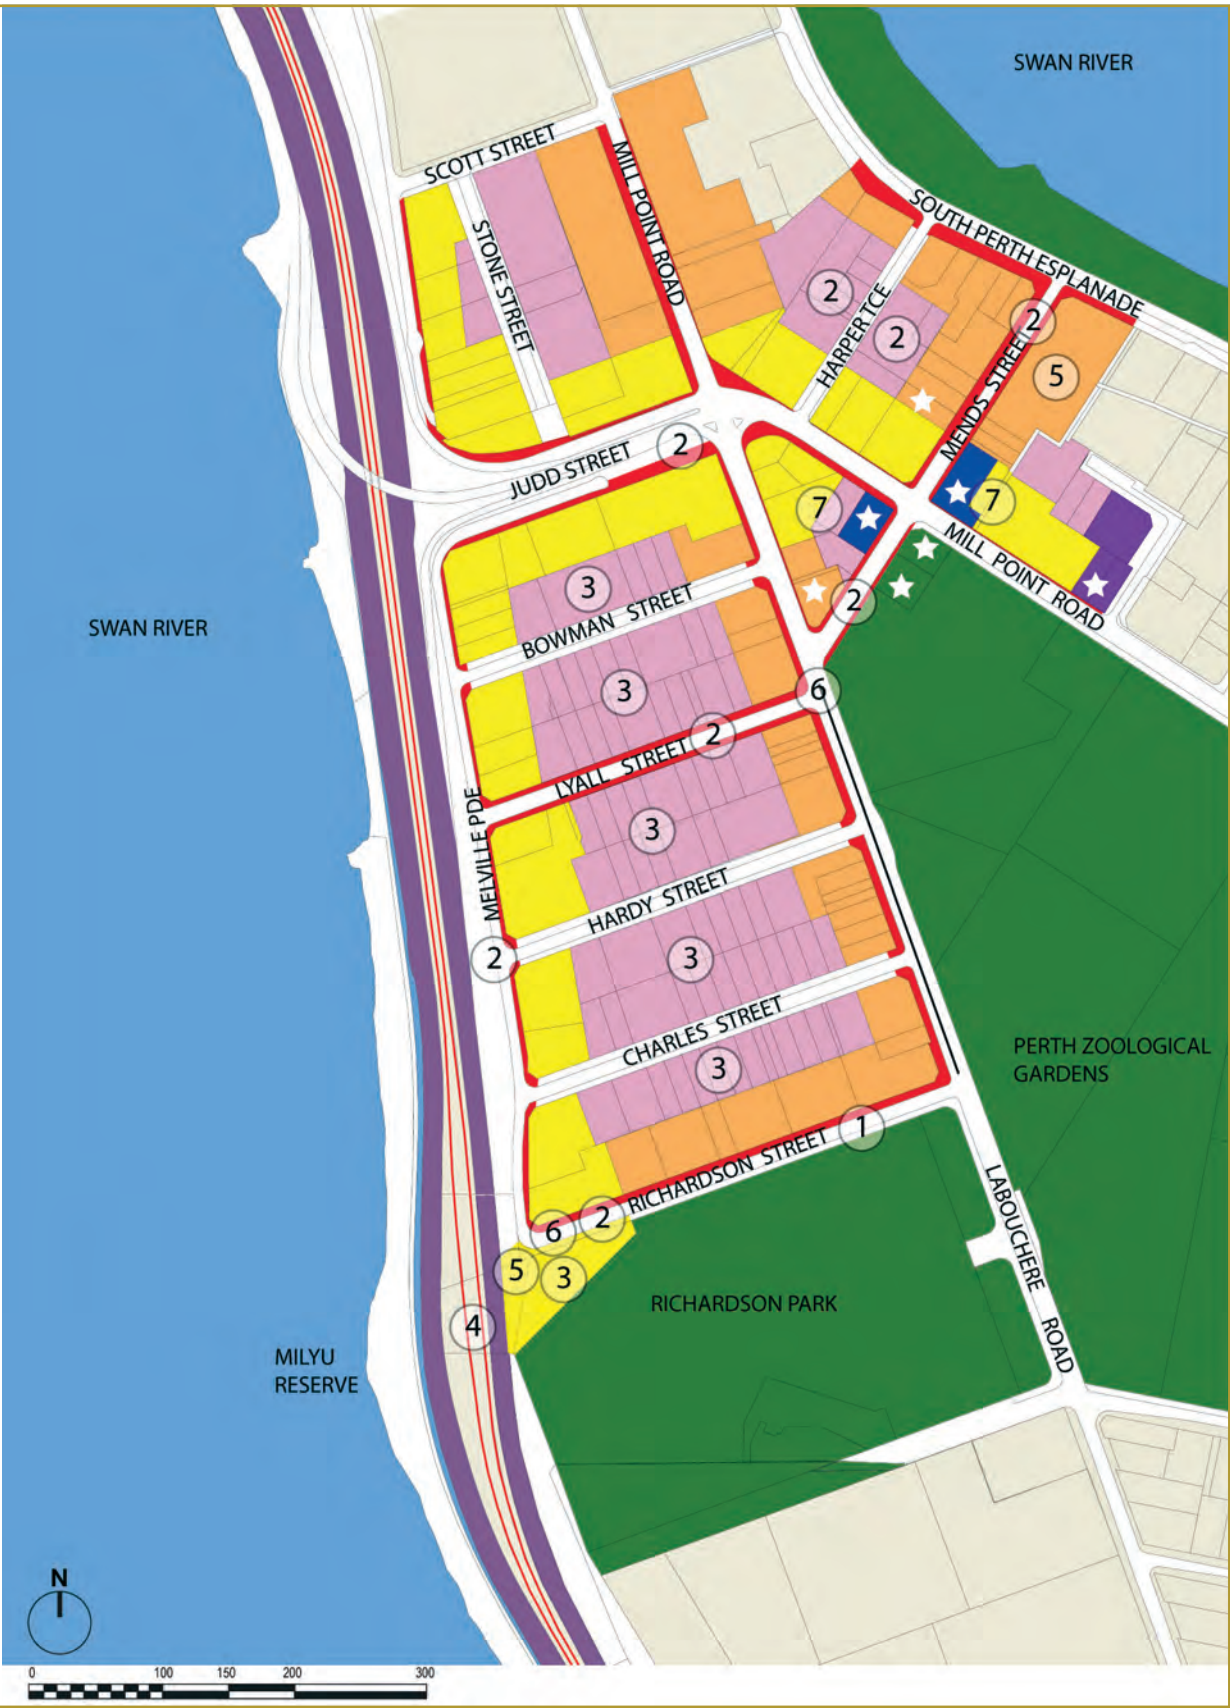 SWAN RIVER
SCOTT STREET
MILL POINT ROAD
STONE STREET
SOUTH PERTH ESPLANADE
HARPER TCE
2
2
2
MENDS STREET
5
JUDD STREET
2
7
7
MILL POINT ROAD
3
BOWMAN STREET
2
SWAN RIVER
3
6
LYALL STREET
2
MELVILLE PDE
3
HARDY STREET
2
3
CHARLES STREET
3
PERTH ZOOLOGICAL
GARDENS
1
RICHARDSON STREET
2
6
5
3
4
LABOUCHERE ROAD
RICHARDSON PARK
MILYU
RESERVE
N
0 100 150 200 300